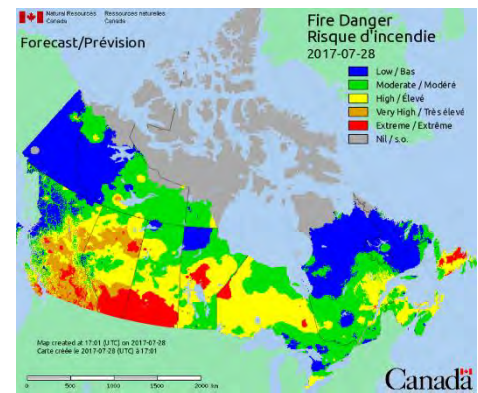 Natural Resources Ressources naturelles
Canada Canada
Forecast/Prévision
Fire Danger
Risque d'incendie
2017-07-28
Low / Bas
Moderate / Modéré
High / Élevé
Very High / Très élevé
Extreme / Extrême
Nil / s.o.
Map created at 17:01 (UTC) on 2017-07-28
Carte créée le 2017-07-28 (UTC) à 17:01
0 500 1000 1500 2000 km
Canada